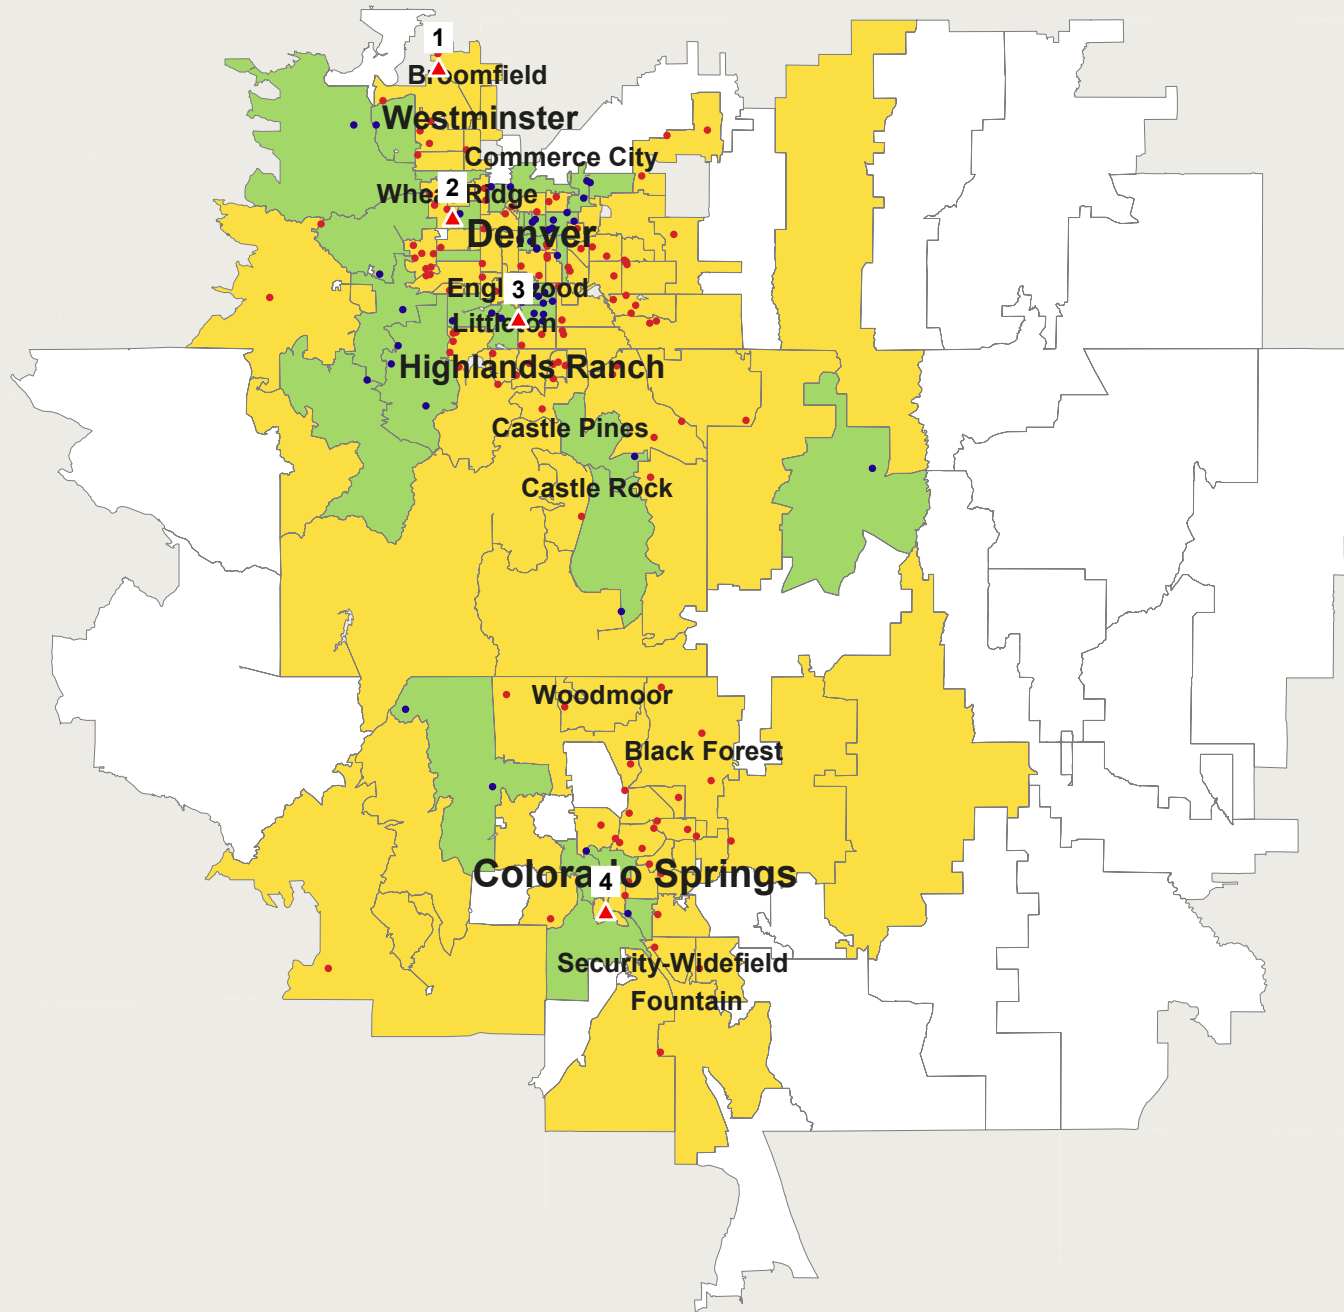 1
Broomfield
Westminster
Commerce City
2
Wheat Ridge
Denver
3
Englewood
Littleton
Highlands Ranch
Castle Pines
Castle Rock
Woodmoor
Black Forest
Colorado Springs
4
Security-Widefield
Fountain